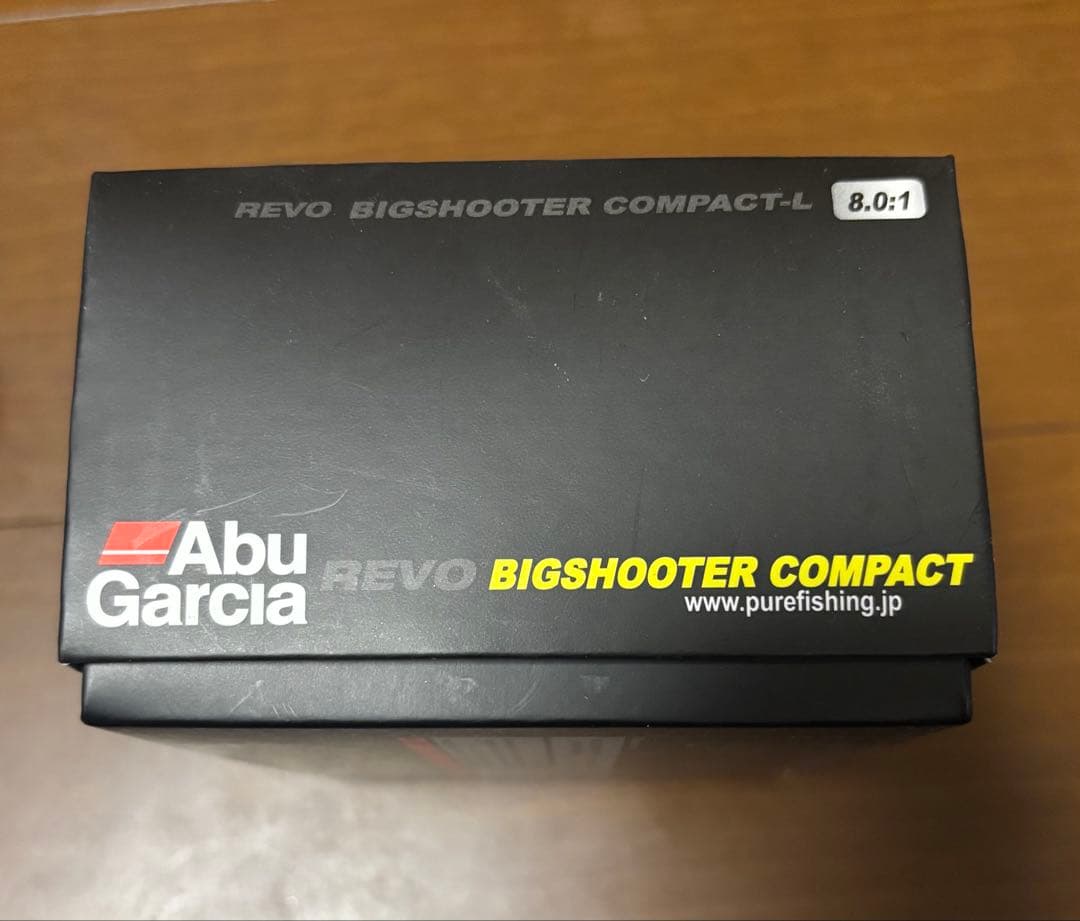 REVO BIGSHOOTER COMPACT-L 8.0:1
Abu
Garcia
REVO BIGSHOOTER COMPACT
www.purefishing.jp